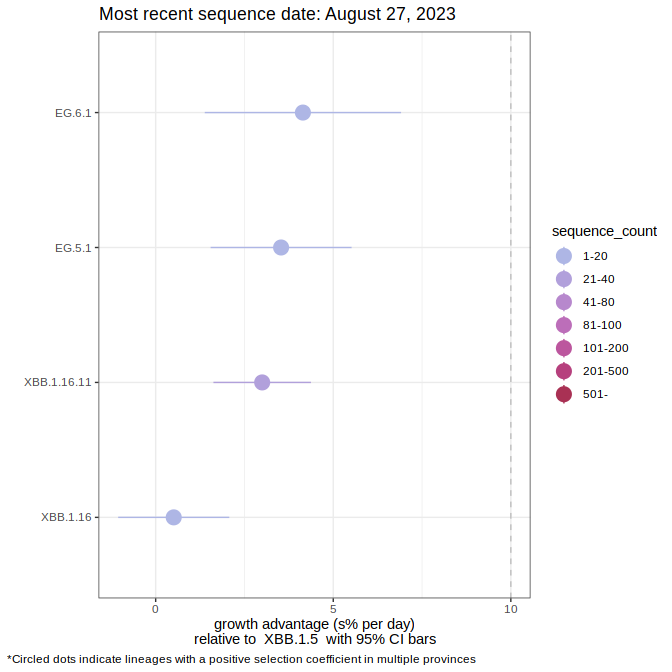 Most recent sequence date: August 27, 2023
EG.6.1
EG.5.1
XBB.1.16.11
XBB.1.16
0
5
10
growth advantage (s% per day)
relative to  XBB.1.5  with 95% CI bars
sequence_count
1-20
21-40
41-80
81-100
101-200
201-500
501-
*Circled dots indicate lineages with a positive selection coefficient in multiple provinces